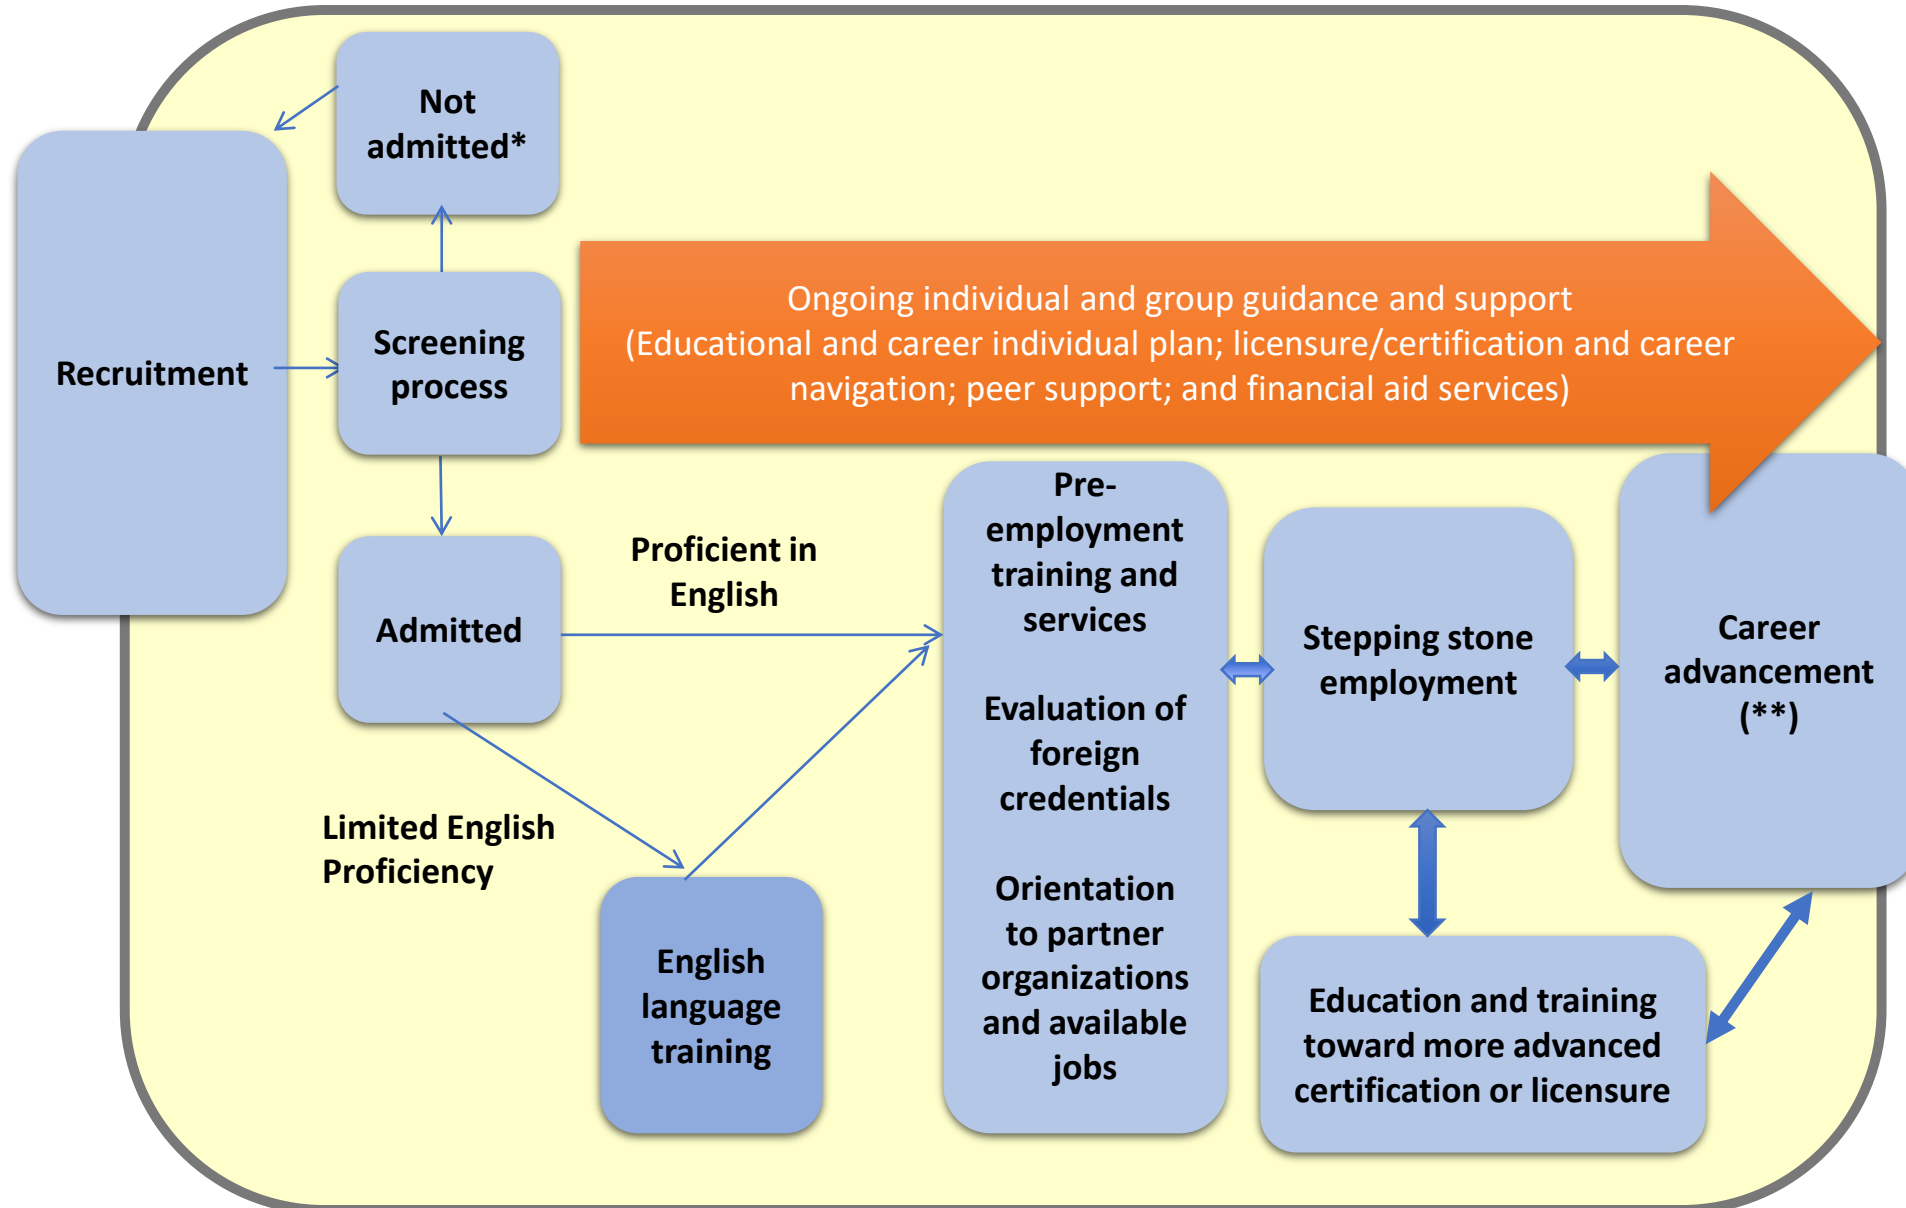 Not
admitted*
Recruitment
Screening
process
Ongoing individual and group guidance and support
(Educational and career individual plan; licensure/certification and career
navigation; peer support; and financial aid services)
Admitted
Proficient in
English
Limited English
Proficiency
English
language
training
Pre-
employment
training and
services
Evaluation of
foreign
credentials
Orientation
to partner
organizations
and available
jobs
Stepping stone
employment
Career
advancement
(**)
Education and training
toward more advanced
certification or licensure